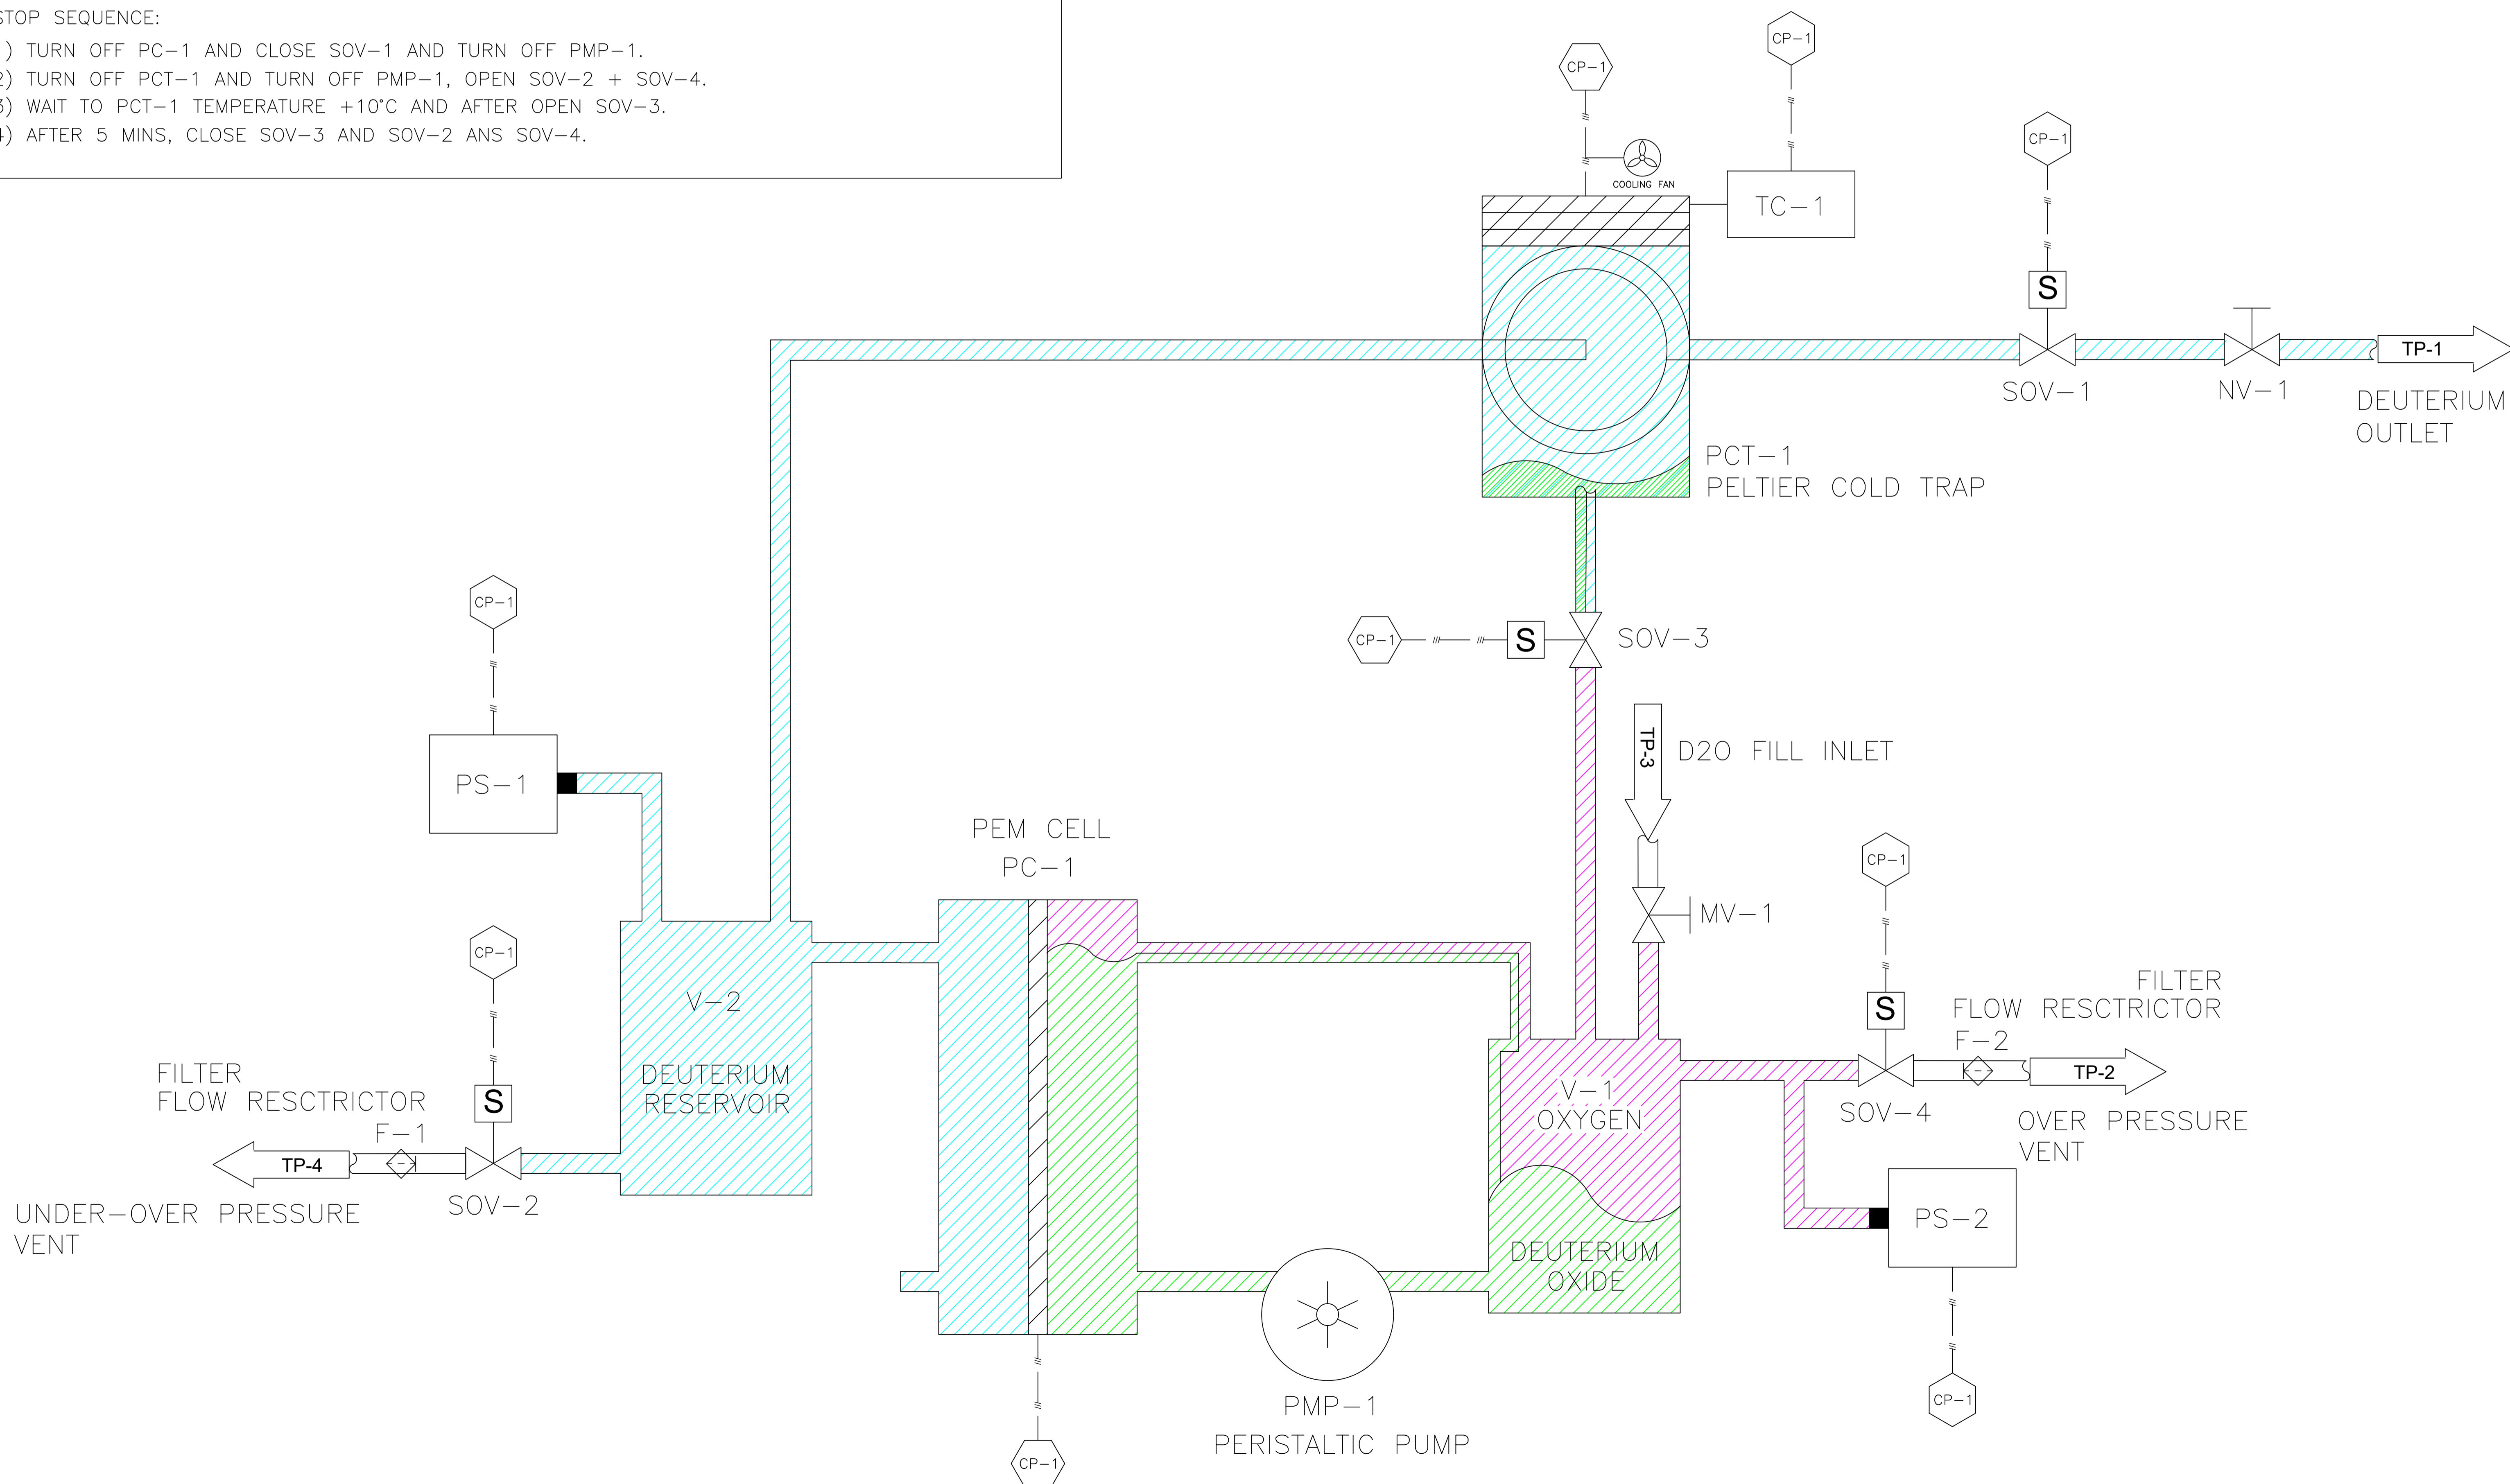 STOP SEQUENCE:
) TURN OFF PC-1 AND CLOSE SOV-1 AND TURN OFF PMP-1.
2) TURN OFF PCT-1 AND TURN OFF PMP-1, OPEN SOV-2 + SOV-4.
3) WAIT TO PCT-1 TEMPERATURE +10°C AND AFTER OPEN SOV-3.
4) AFTER 5 MINS, CLOSE SOV-3 AND SOV-2 ANS SOV-4.
CP-1
CP-1
CP-1
COOLING FAN
TC-1
S
TP-1
SOV-1
NV-1
DEUTERIUM
OUTLET
PCT-1
PELTIER COLD TRAP
CP-1
CP-1
S
SOV-3
TP-3
D2O FILL INLET
PS-1
PEM CELL
PC-1
CP-1
MV-1
CP-1
V-2
DEUTERIUM
RESERVOIR
S
FILTER
FLOW RESCTRICTOR
F-2
TP-2
SOV-4
OVER PRESSURE
VENT
V-1
OXYGEN
FILTER
FLOW RESCTRICTOR
F-1
S
TP-4
SOV-2
UNDER-OVER PRESSURE
VENT
PS-2
DEUTERIUM
OXIDE
PMP-1
PERISTALTIC PUMP
CP-1
CP-1